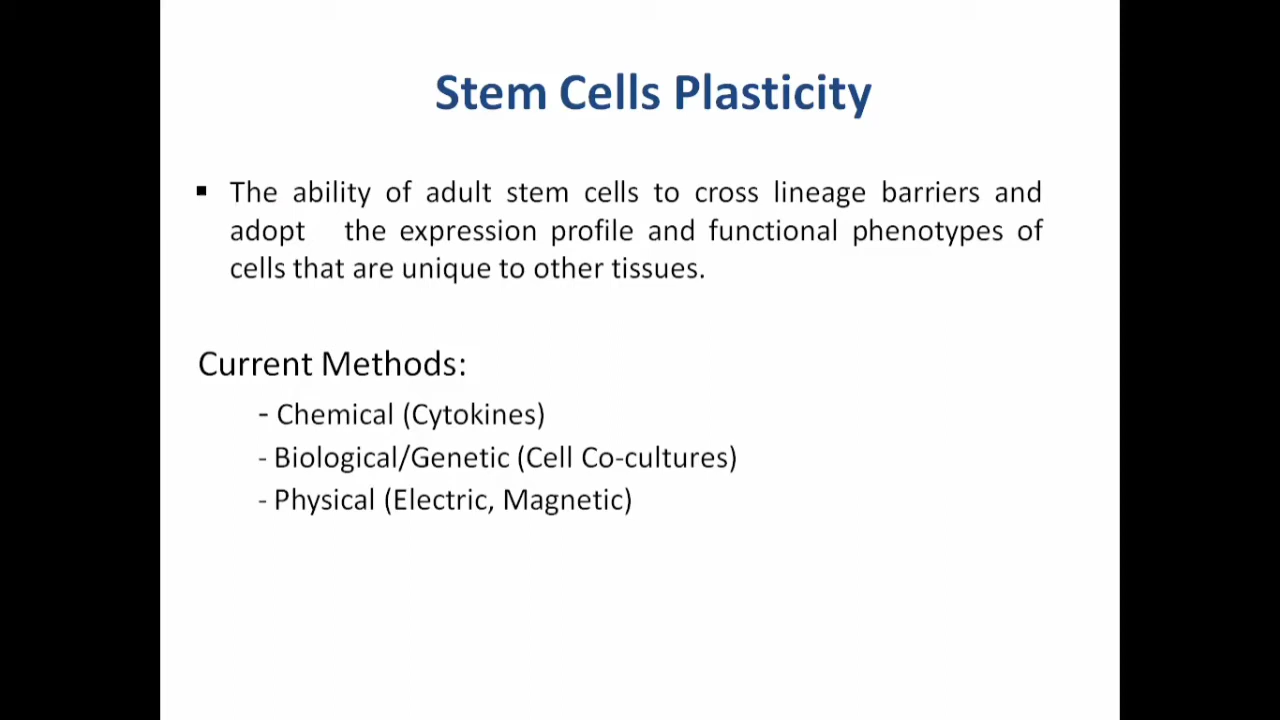 Stem Cells Plasticity
▪ The ability of adult stem cells to cross lineage barriers and
adopt the expression profile and functional phenotypes of
cells that are unique to other tissues.
Current Methods:
- Chemical (Cytokines)
- Biological/Genetic (Cell Co-cultures)
- Physical (Electric, Magnetic)